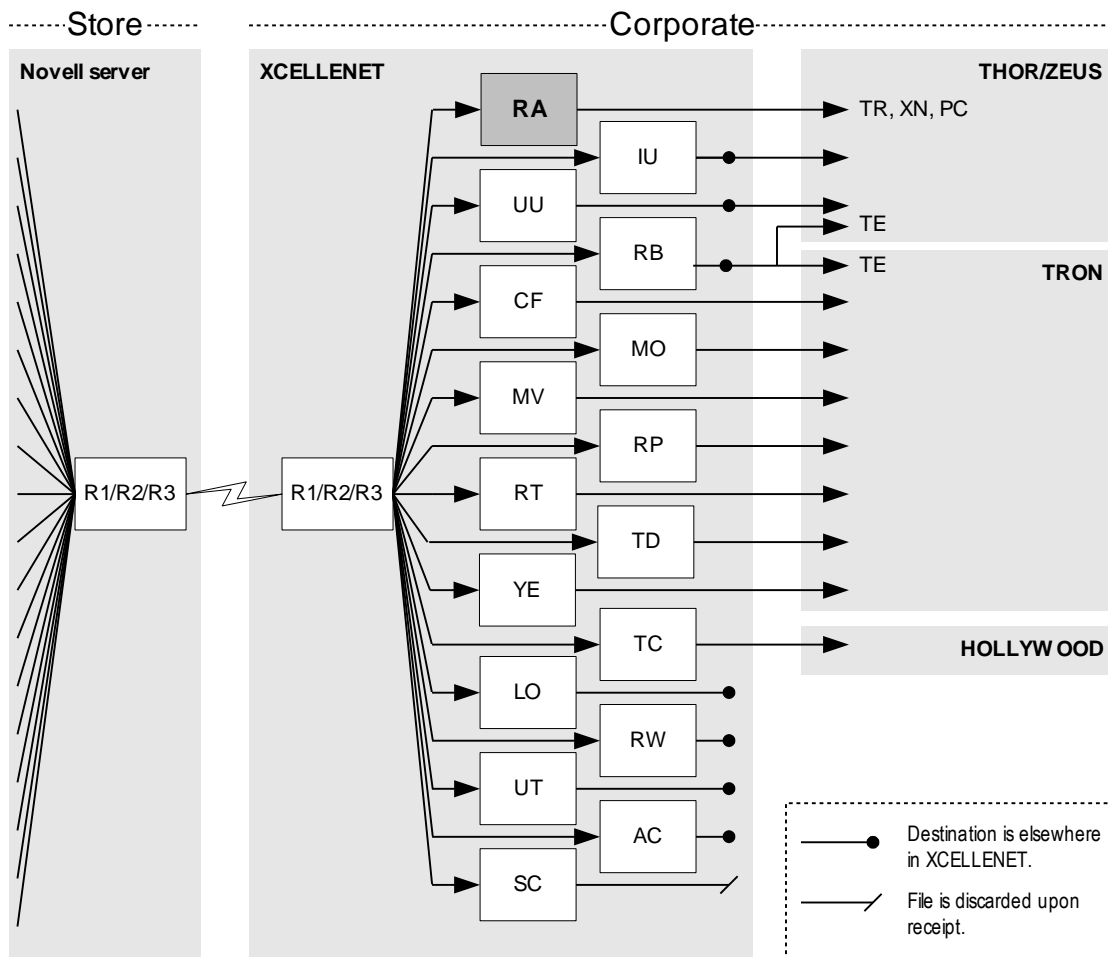 Store
Corporate
Novell server
XCELLENET
THOR/ZEUS
RA
TR, XN, PC
IU
UU
TE
RB
TE
TRON
CF
MO
MV
RP
R1/R2/R3
R1/R2/R3
RT
TD
YE
TC
HOLLYWOOD
LO
RW
UT
AC
SC
Destination is elsewhere
in XCELLENET.
File is discarded upon
receipt.